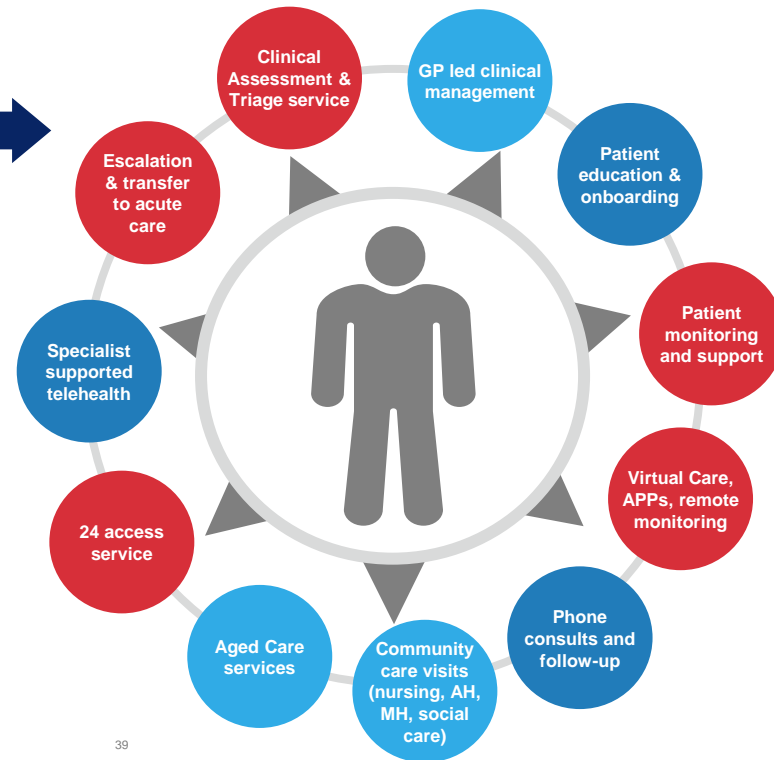 Clinical
Assessment &
Triage service
GP led clinical
management
Patient
education &
onboarding
Patient
monitoring
and support
Virtual Care,
APPs, remote
monitoring
Phone
consults and
follow-up
Community
care visits
(nursing, AH,
MH, social
care)
Aged Care
services
24 access
service
Specialist
supported
telehealth
Escalation
& transfer
to acute
care
39